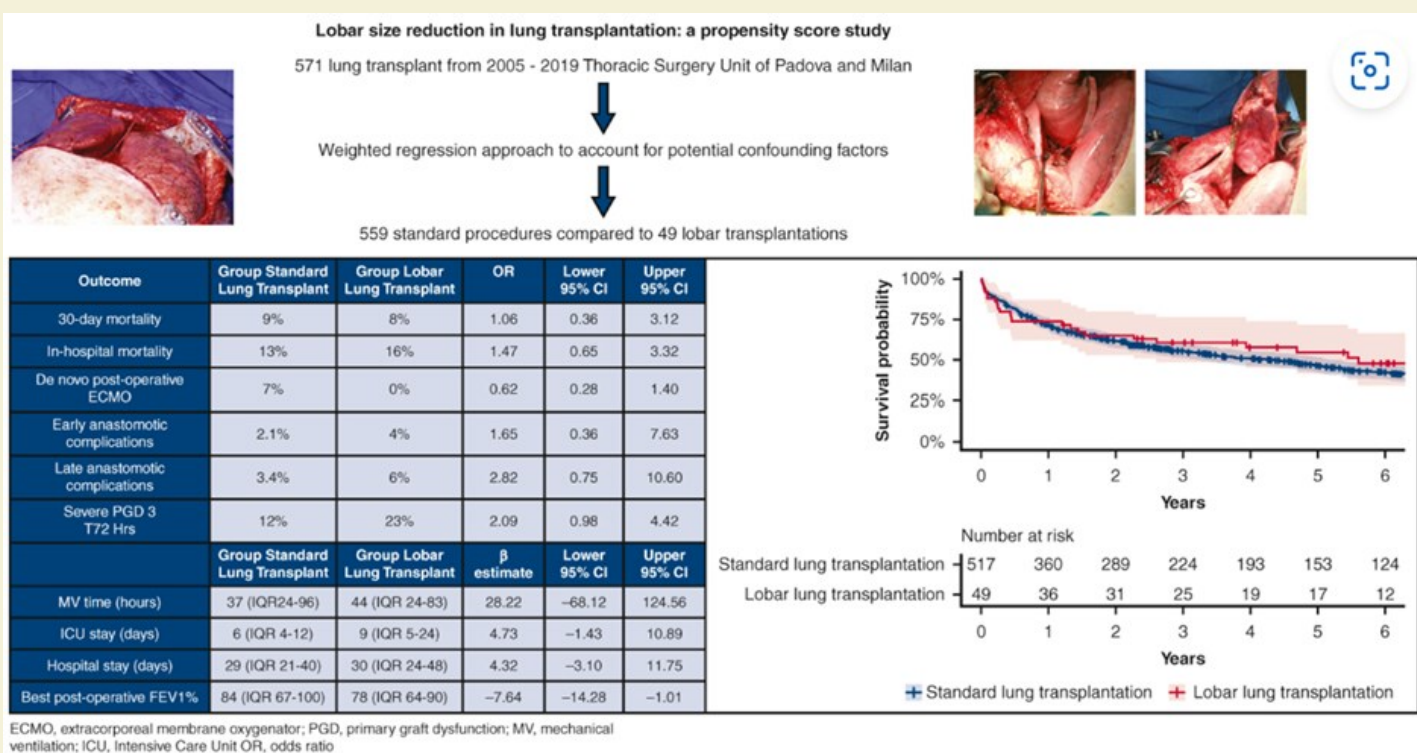 Lobar size reduction in lung transplantation: a propensity score study
571 lung transplant from 2005 - 2019 Thoracic Surgery Unit of Padova and Milan
Weighted regression approach to account for potential confounding factors
559 standard procedures compared to 49 lobar transplantations
Outcome Group Standard Lung Transplant Group Lobar Lung Transplant OR Lower 95% CI Upper 95% CI
30-day mortality 9% 8% 1.06 0.36 3.12
In-hospital mortality 13% 16% 1.47 0.65 3.32
De novo post-operative ECMO 7% 0% 0.62 0.28 1.40
Early anastomotic complications 2.1% 4% 1.65 0.36 7.63
Late anastomotic complications 3.4% 6% 2.82 0.75 10.60
Severe PGD 3 T72 Hrs 12% 23% 2.09 0.98 4.42
Group Standard Lung Transplant Group Lobar Lung Transplant β estimate Lower 95% CI Upper 95% CI
MV time (hours) 37 (IQR24-96) 44 (IQR 24-83) 28.22 −68.12 124.56
ICU stay (days) 6 (IQR 4-12) 9 (IQR 5-24) 4.73 −1.43 10.89
Hospital stay (days) 29 (IQR 21-40) 30 (IQR 24-48) 4.32 −3.10 11.75
Best post-operative FEV1% 84 (IQR 67-100) 78 (IQR 64-90) −7.64 −14.28 −1.01
ECMO, extracorporeal membrane oxygenator; PGD, primary graft dysfunction; MV, mechanical
ventilation; ICU, Intensive Care Unit OR, odds ratio
Survival probability
100%
75%
50%
25%
0%
0 1 2 3 4 5 6
Years
Number at risk
Standard lung transplantation 517 360 289 224 193 153 124
Lobar lung transplantation 49 36 31 25 19 17 12
0 1 2 3 4 5 6
Years
Standard lung transplantation Lobar lung transplantation